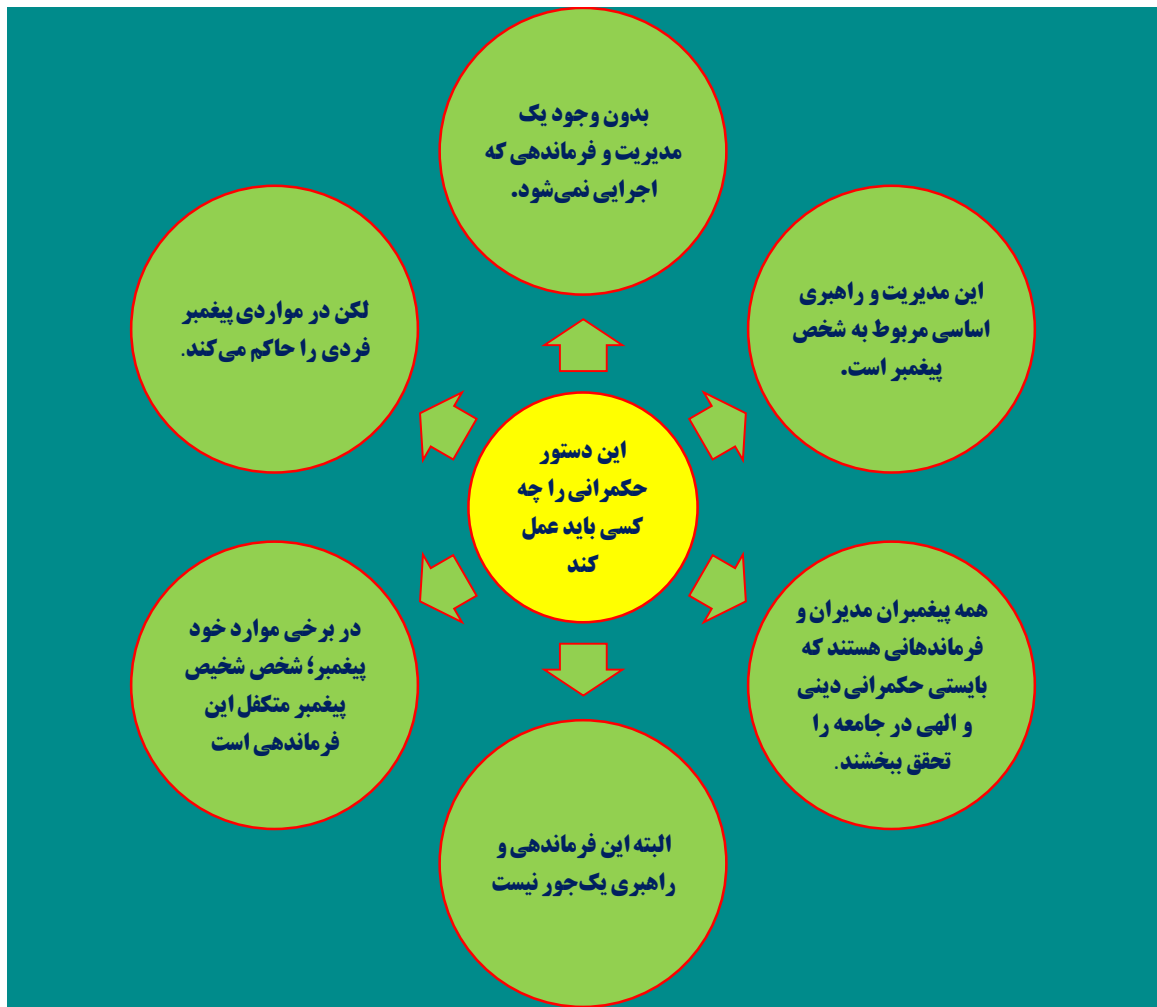 این دستور
حکمرانی را چه
کسی باید عمل
کند
بدون وجود یک
مدیریت و فرماندهی که
اجرایی نمی‌شود.
این مدیریت و راهبری
اساسی مربوط به شخص
پیغمبر است.
همه پیغمبران مدیران و
فرماندهانی هستند که
بایستی حکمرانی دینی
و الهی در جامعه را
تحقق ببخشند.
البته این فرماندهی و
راهبری یک‌جور نیست
در برخی موارد خود
پیغمبر؛ شخص شخیص
پیغمبر متکفل این
فرماندهی است
لکن در مواردی پیغمبر
فردی را حاکم می‌کند.